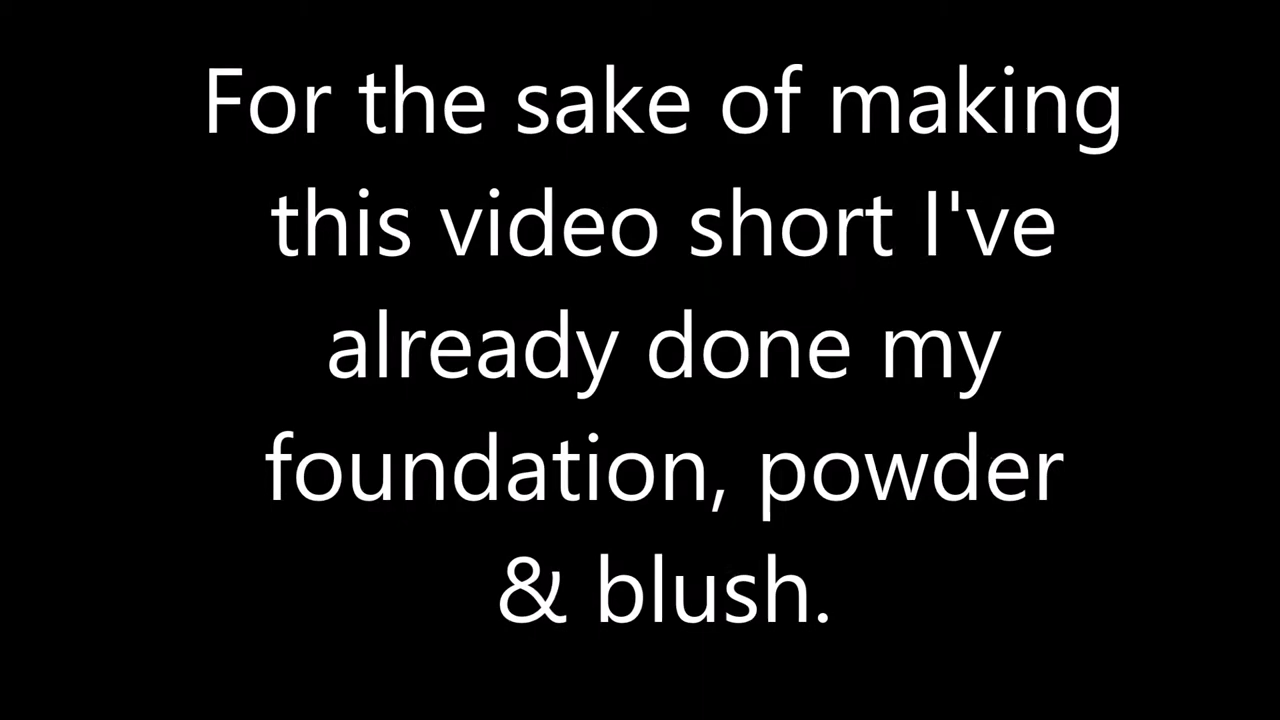 For the sake of making
this video short I've
already done my
foundation, powder
& blush.